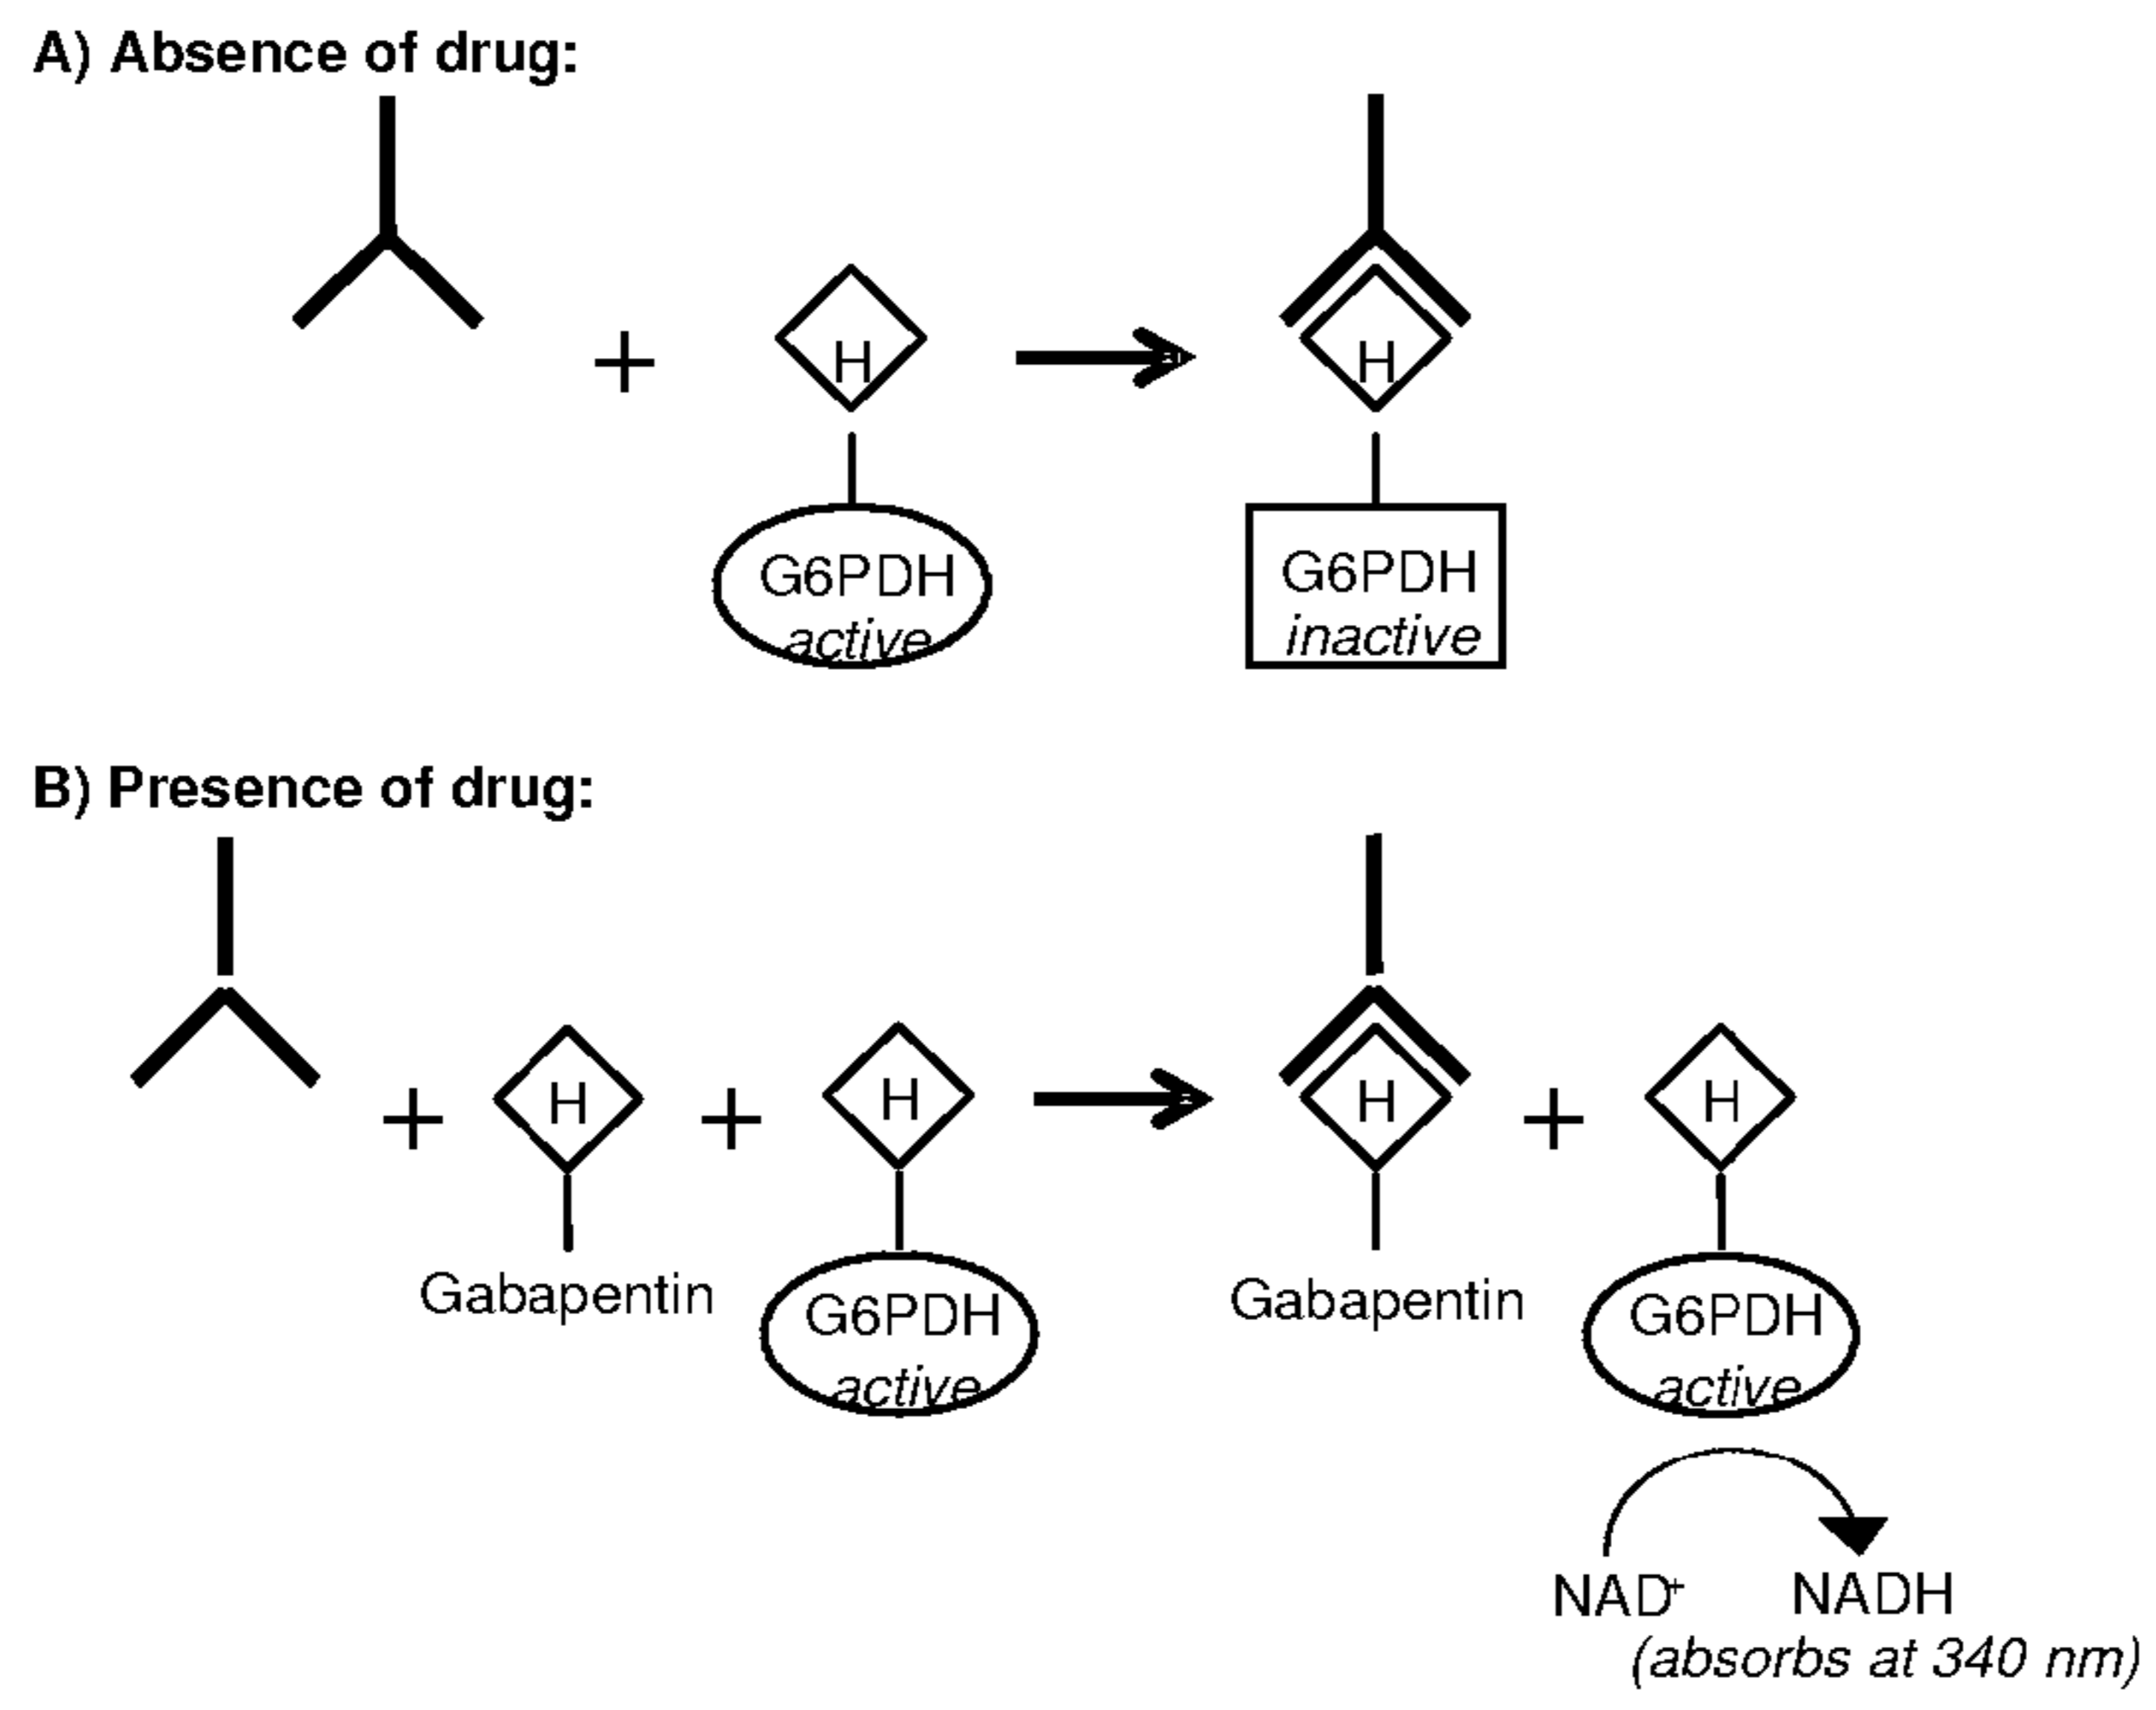 A) Absence of drug:
H
H
G6PDH
active
G6PDH
inactive
B) Presence of drug:
H
H
H
H
Gabapentin
G6PDH
active
Gabapentin
G6PDH
active
NAD+
NADH
(absorbs at 340 nm)